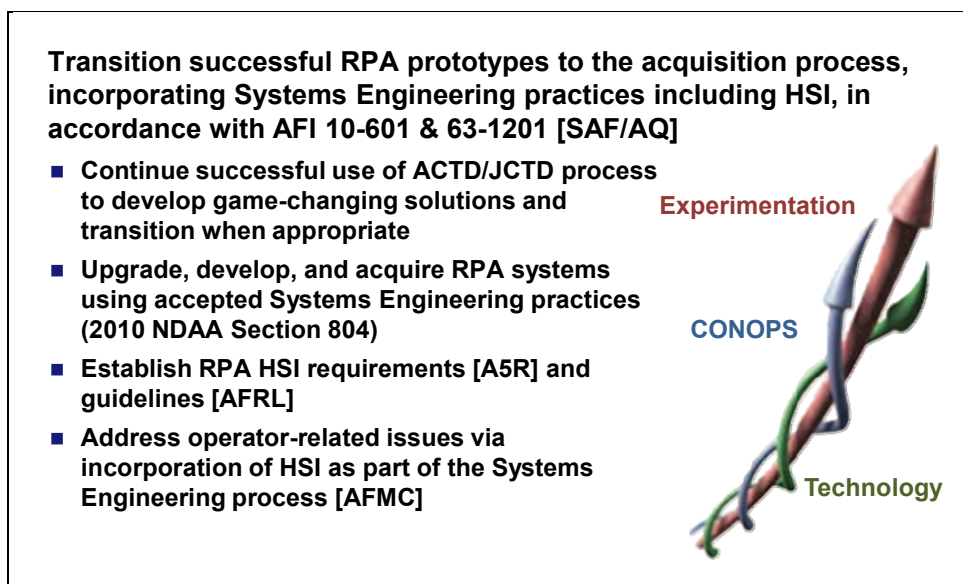 Transition successful RPA prototypes to the acquisition process,
incorporating Systems Engineering practices including HSI, in
accordance with AFI 10-601 & 63-1201 [SAF/AQ]
■ Continue successful use of ACTD/JCTD process
to develop game-changing solutions and
transition when appropriate
■ Upgrade, develop, and acquire RPA systems
using accepted Systems Engineering practices
(2010 NDAA Section 804)
■ Establish RPA HSI requirements [A5R] and
guidelines [AFRL]
■ Address operator-related issues via
incorporation of HSI as part of the Systems
Engineering process [AFMC]
Experimentation
CONOPS
Technology